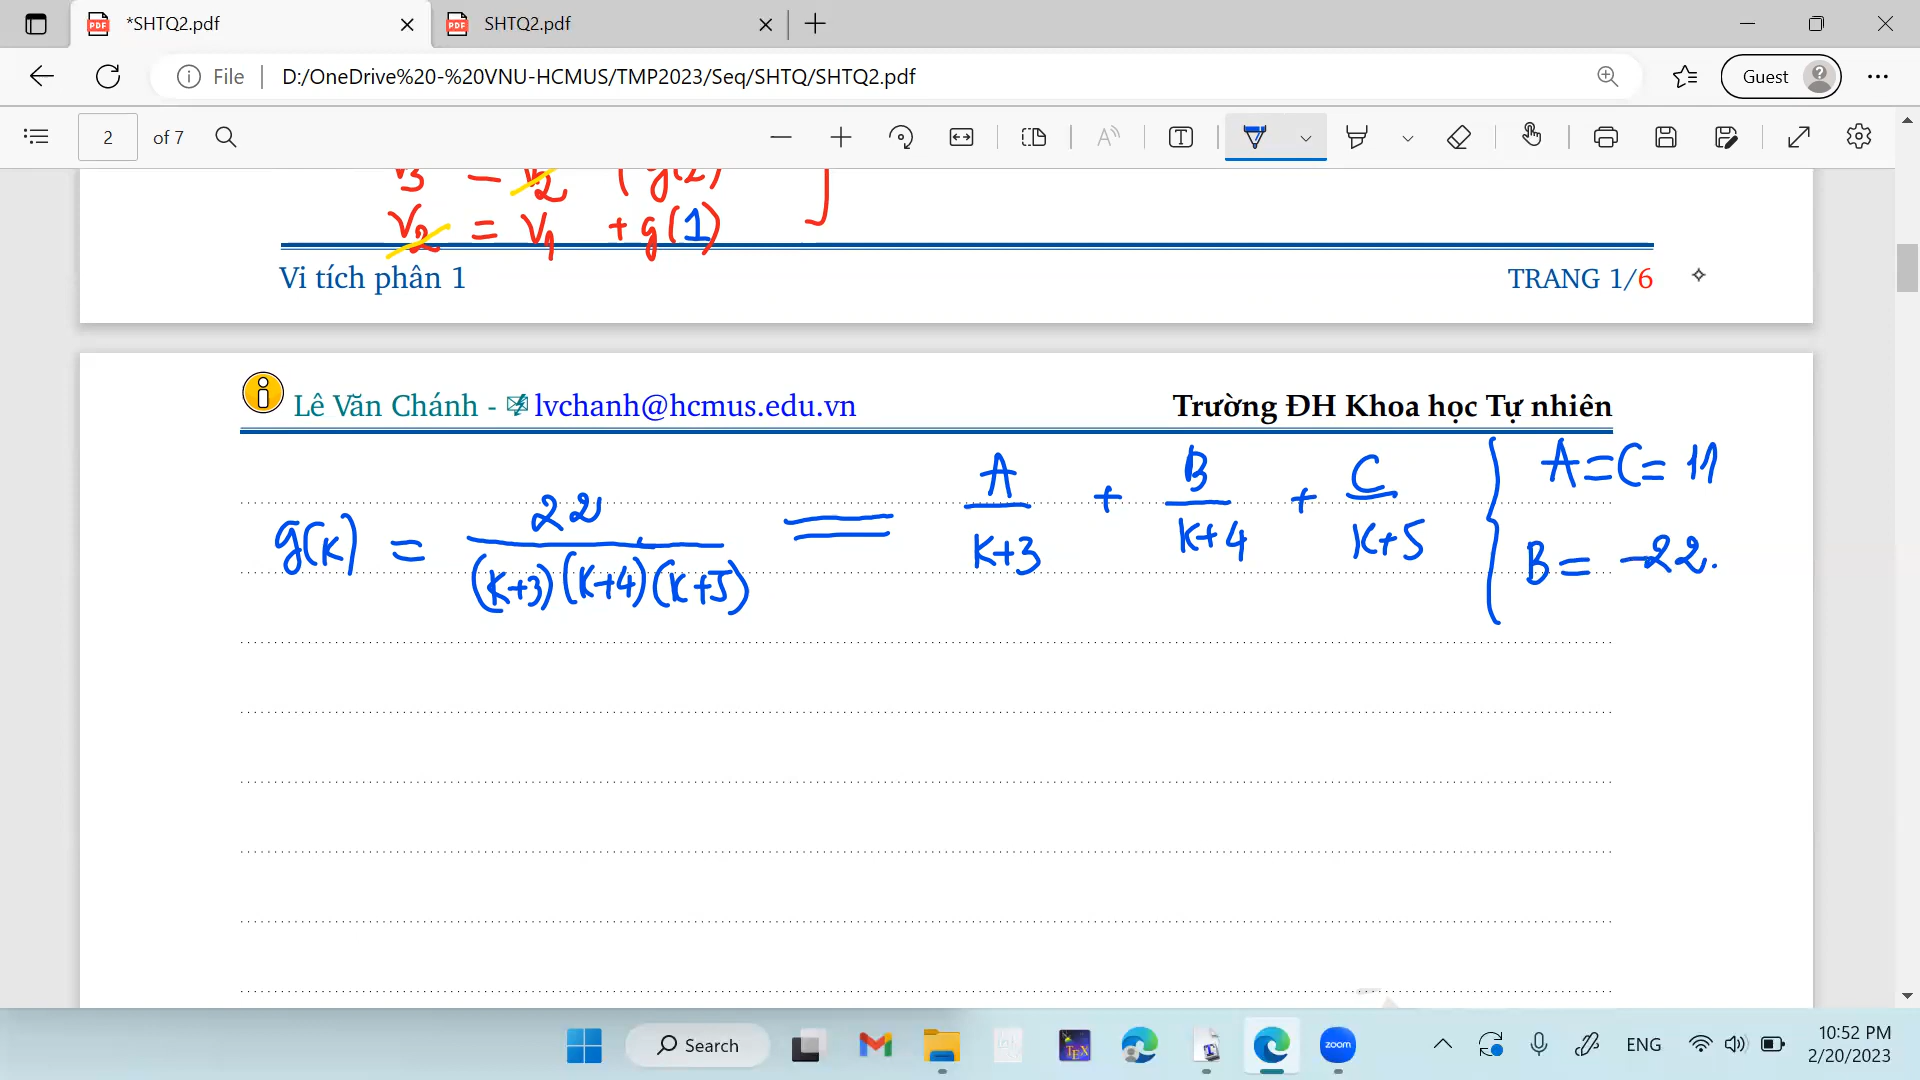 *SHTQ2.pdf
SHTQ2.pdf
File
D:/OneDrive%20-%20VNU-HCMUS/TMP2023/Seq/SHTQ/SHTQ2.pdf
Guest
2 of 7
V2 = V1 + g(1)
Vi tích phân 1
TRANG 1/6
Lê Văn Chánh - lvchanh@hcmus.edu.vn
Trường ĐH Khoa học Tự nhiên
g(k) = 22 / (k+3)(k+4)(k+5) = A / k+3 + B / k+4 + C / k+5
A = C = 11
B = -22.
Search
TEX
zoom
ENG
10:52 PM
2/20/2023